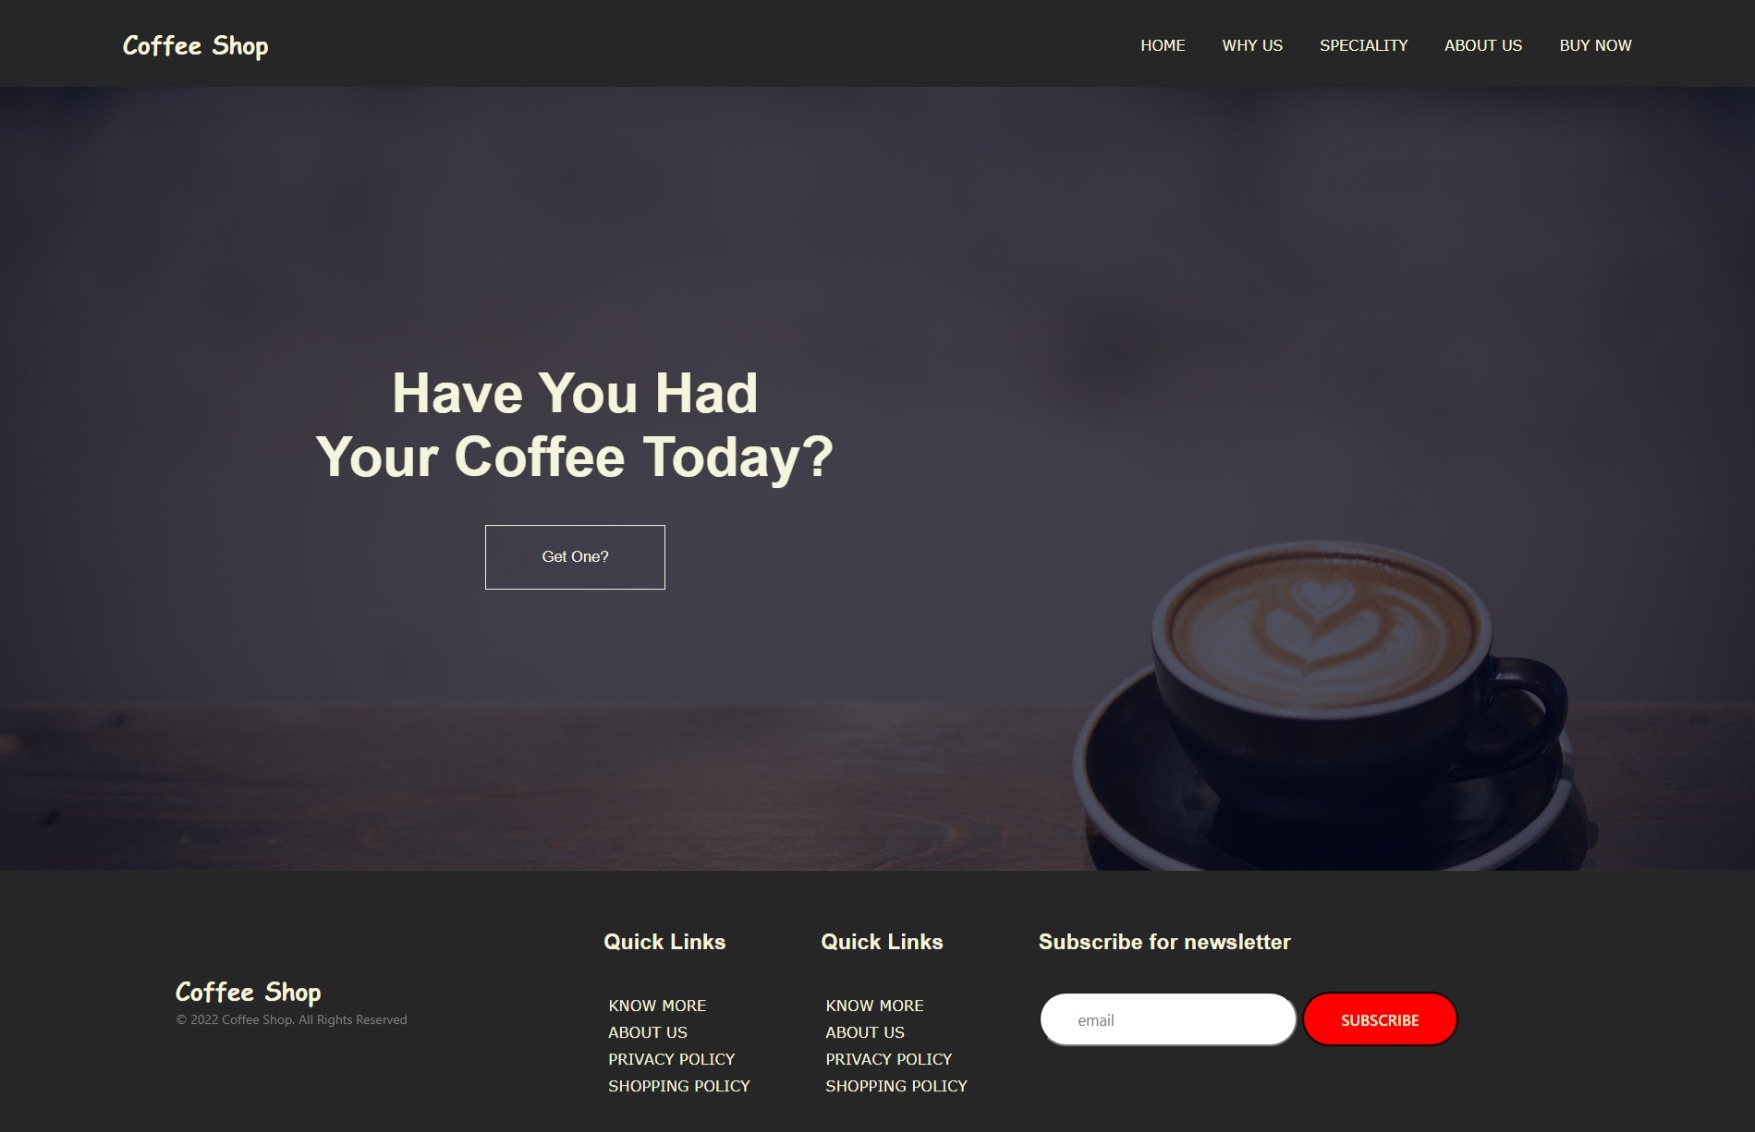 Coffee Shop
HOME WHY US SPECIALITY ABOUT US BUY NOW
Have You Had
Your Coffee Today?
Get One?
Coffee Shop
© 2022 Coffee Shop. All Rights Reserved
Quick Links
KNOW MORE
ABOUT US
PRIVACY POLICY
SHOPPING POLICY
Quick Links
KNOW MORE
ABOUT US
PRIVACY POLICY
SHOPPING POLICY
Subscribe for newsletter
email
SUBSCRIBE